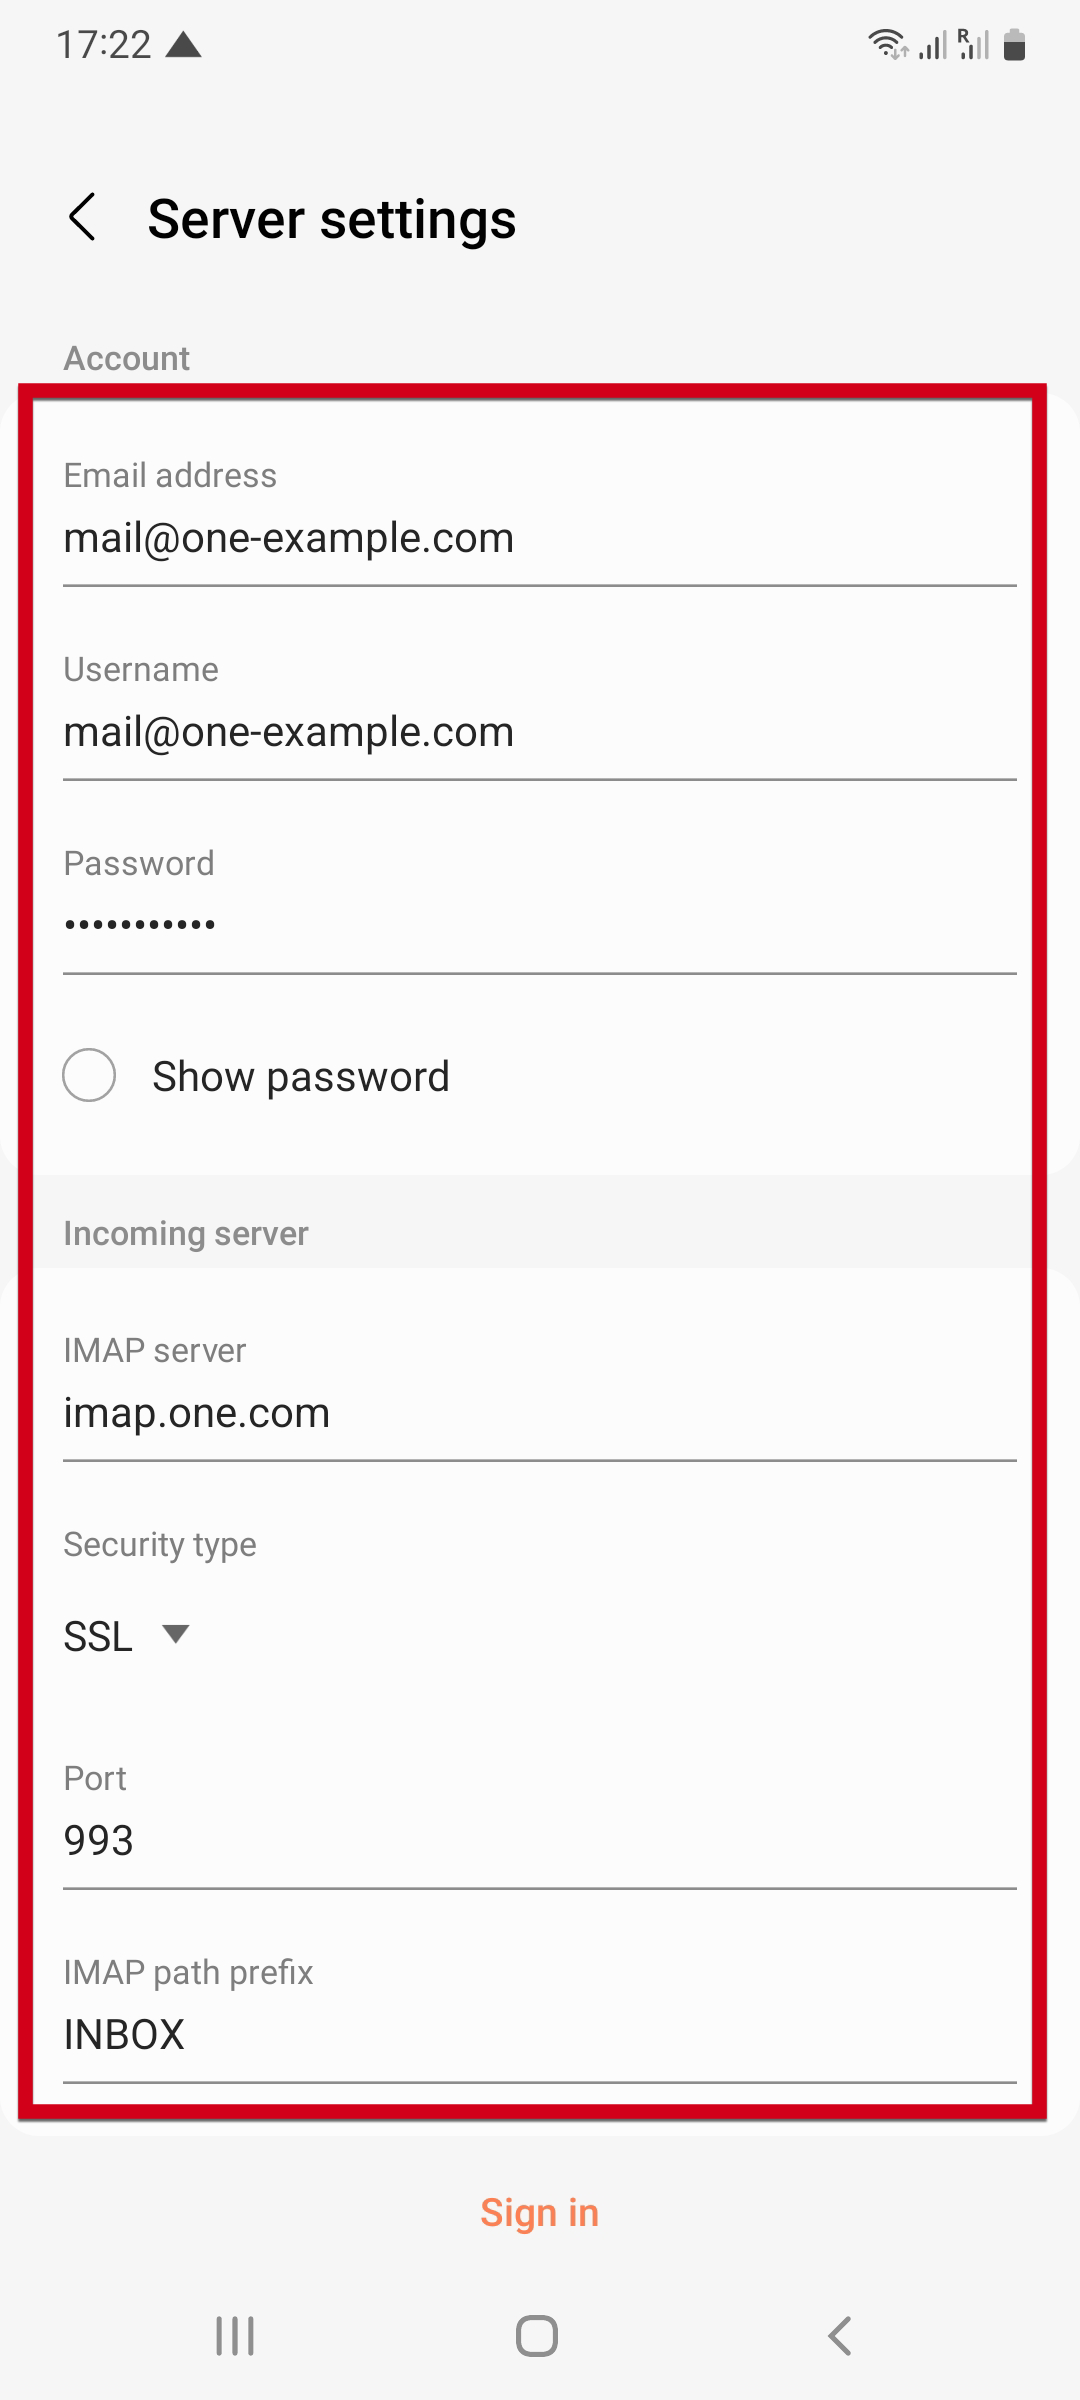 17:22
R
Server settings
Account
Email address
mail@one-example.com
Username
mail@one-example.com
Password
•••••••••••
Show password
Incoming server
IMAP server
imap.one.com
Security type
SSL
Port
993
IMAP path prefix
INBOX
Sign in